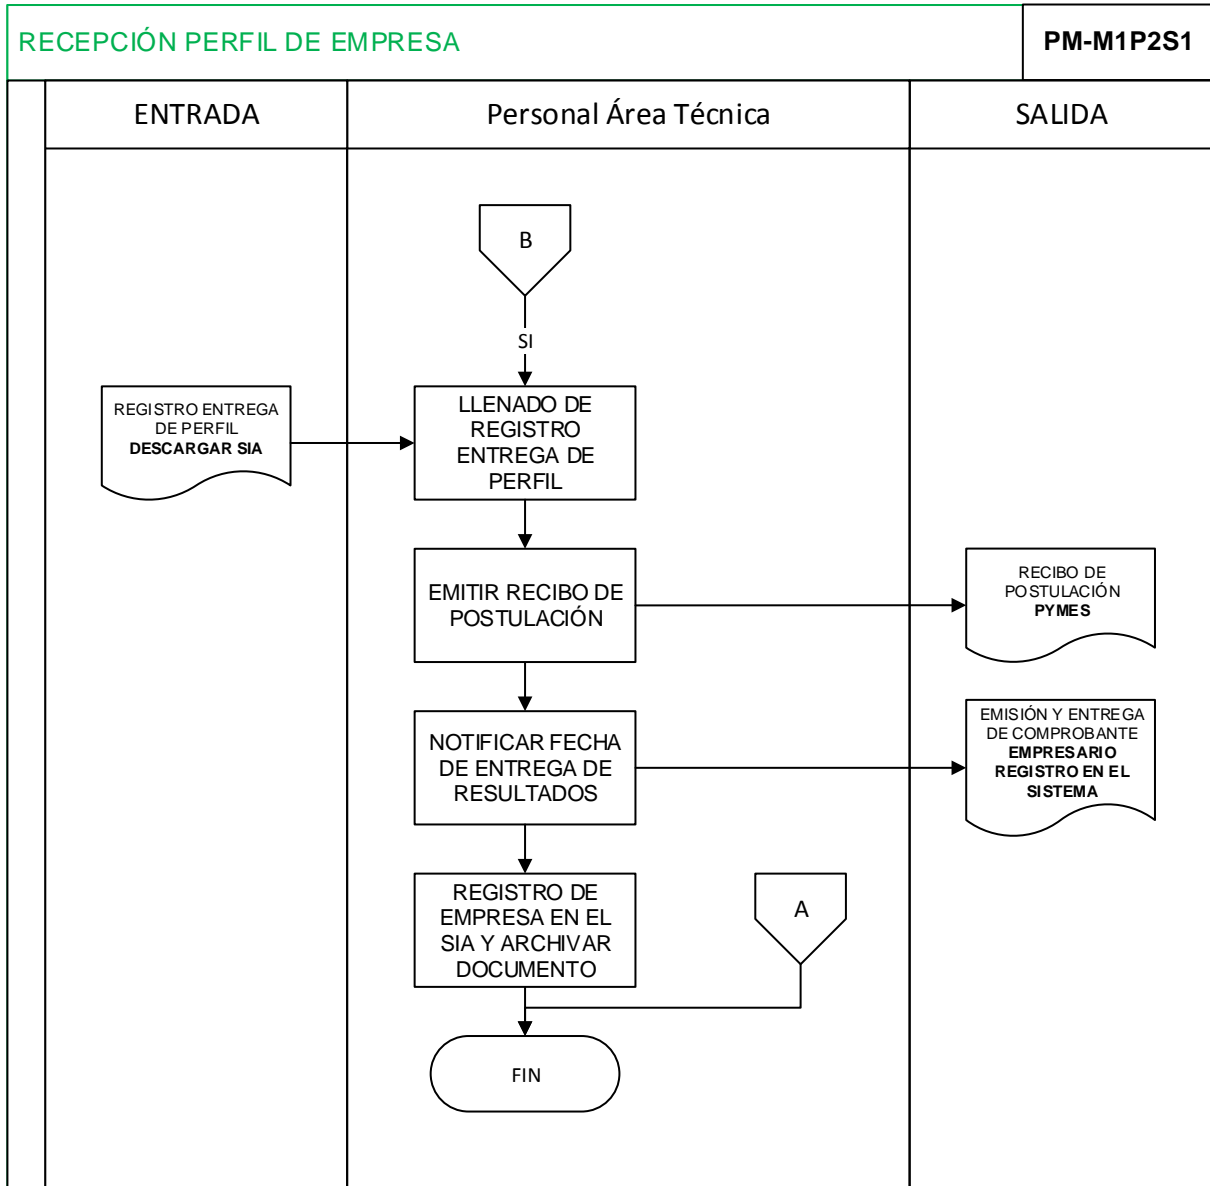 RECEPCIÓN PERFIL DE EMPRESA
PM-M1P2S1
ENTRADA
Personal Área Técnica
SALIDA
B
SI
REGISTRO ENTREGA
DE PERFIL
DESCARGAR SIA
LLENADO DE
REGISTRO
ENTREGA DE
PERFIL
EMITIR RECIBO DE
POSTULACIÓN
RECIBO DE
POSTULACIÓN
PYMES
NOTIFICAR FECHA
DE ENTREGA DE
RESULTADOS
EMISIÓN Y ENTREGA
DE COMPROBANTE
EMPRESARIO
REGISTRO EN EL
SISTEMA
REGISTRO DE
EMPRESA EN EL
SIA Y ARCHIVAR
DOCUMENTO
A
FIN